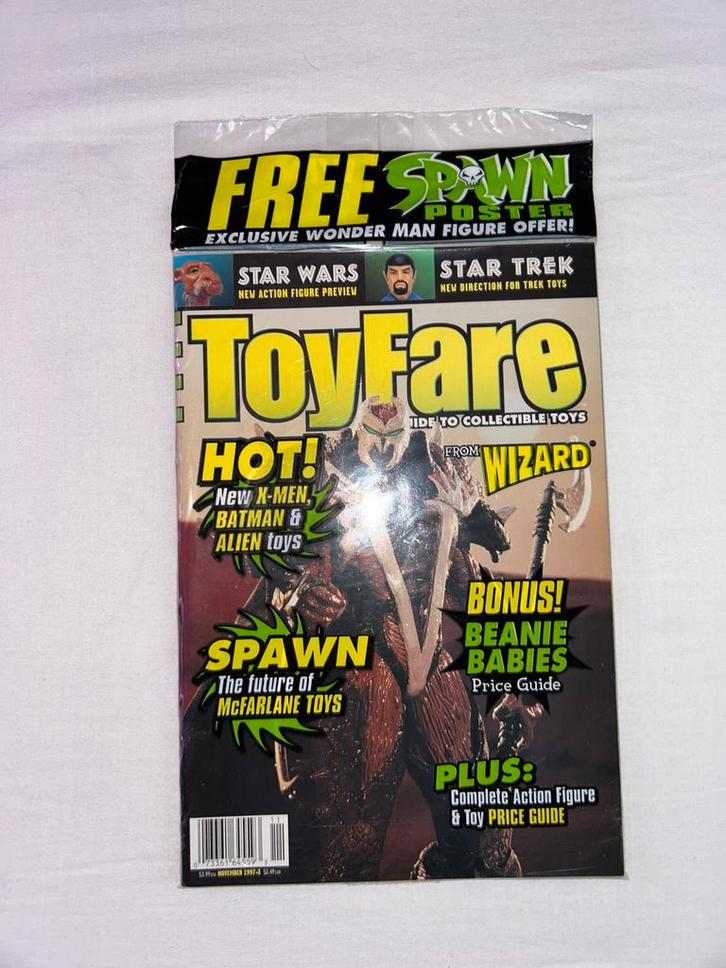 FREE SPAWN
POSTER
EXCLUSIVE WONDER MAN FIGURE OFFER!
STAR WARS
NEW ACTION FIGURE PREVIEW
STAR TREK
NEW DIRECTION FOR TREK TOYS
ToyFare
TO COLLECTIBLE TOYS
FROM WIZARD
HOT!
New X-MEN,
BATMAN &
ALIEN toys
BONUS!
BEANIE
BABIES
Price Guide
SPAWN
The future of
McFARLANE TOYS
PLUS:
Complete Action Figure
& Toy PRICE GUIDE
11
NOVEMBER 1997